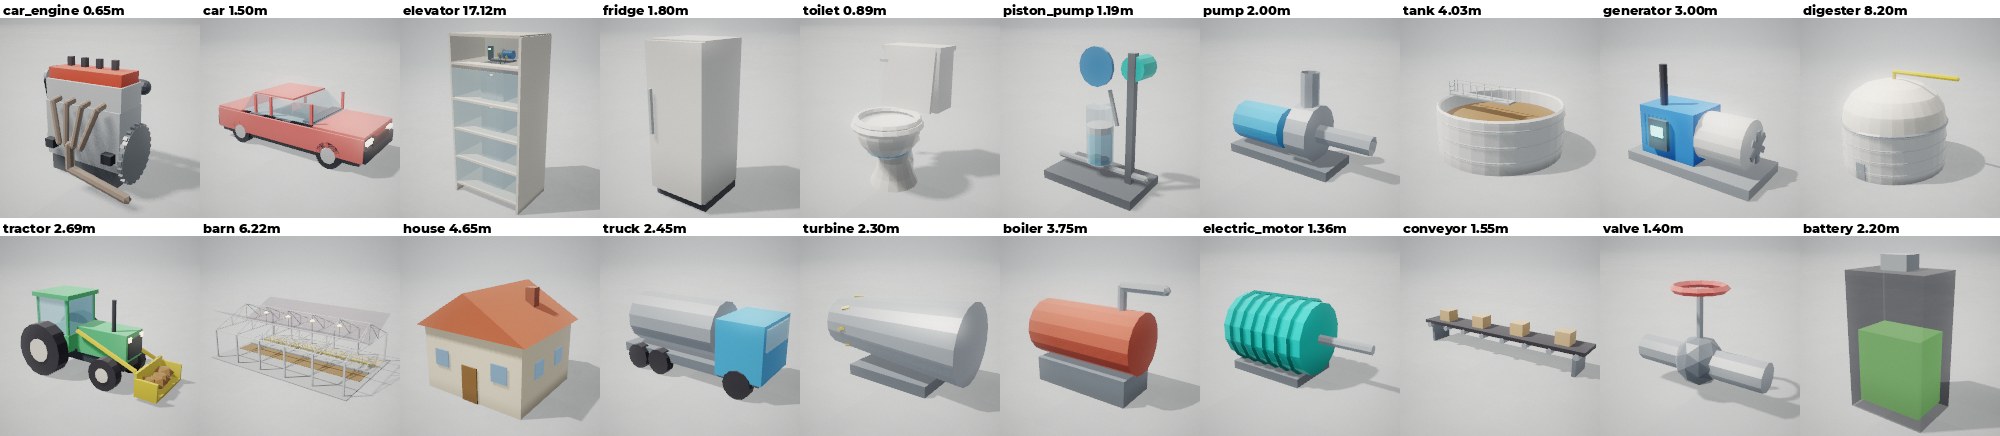 car_engine 0.65m
car 1.50m
elevator 17.12m
fridge 1.80m
toilet 0.89m
piston_pump 1.19m
pump 2.00m
tank 4.03m
generator 3.00m
digester 8.20m
tractor 2.69m
barn 6.22m
house 4.65m
truck 2.45m
turbine 2.30m
boiler 3.75m
electric_motor 1.36m
conveyor 1.55m
valve 1.40m
battery 2.20m